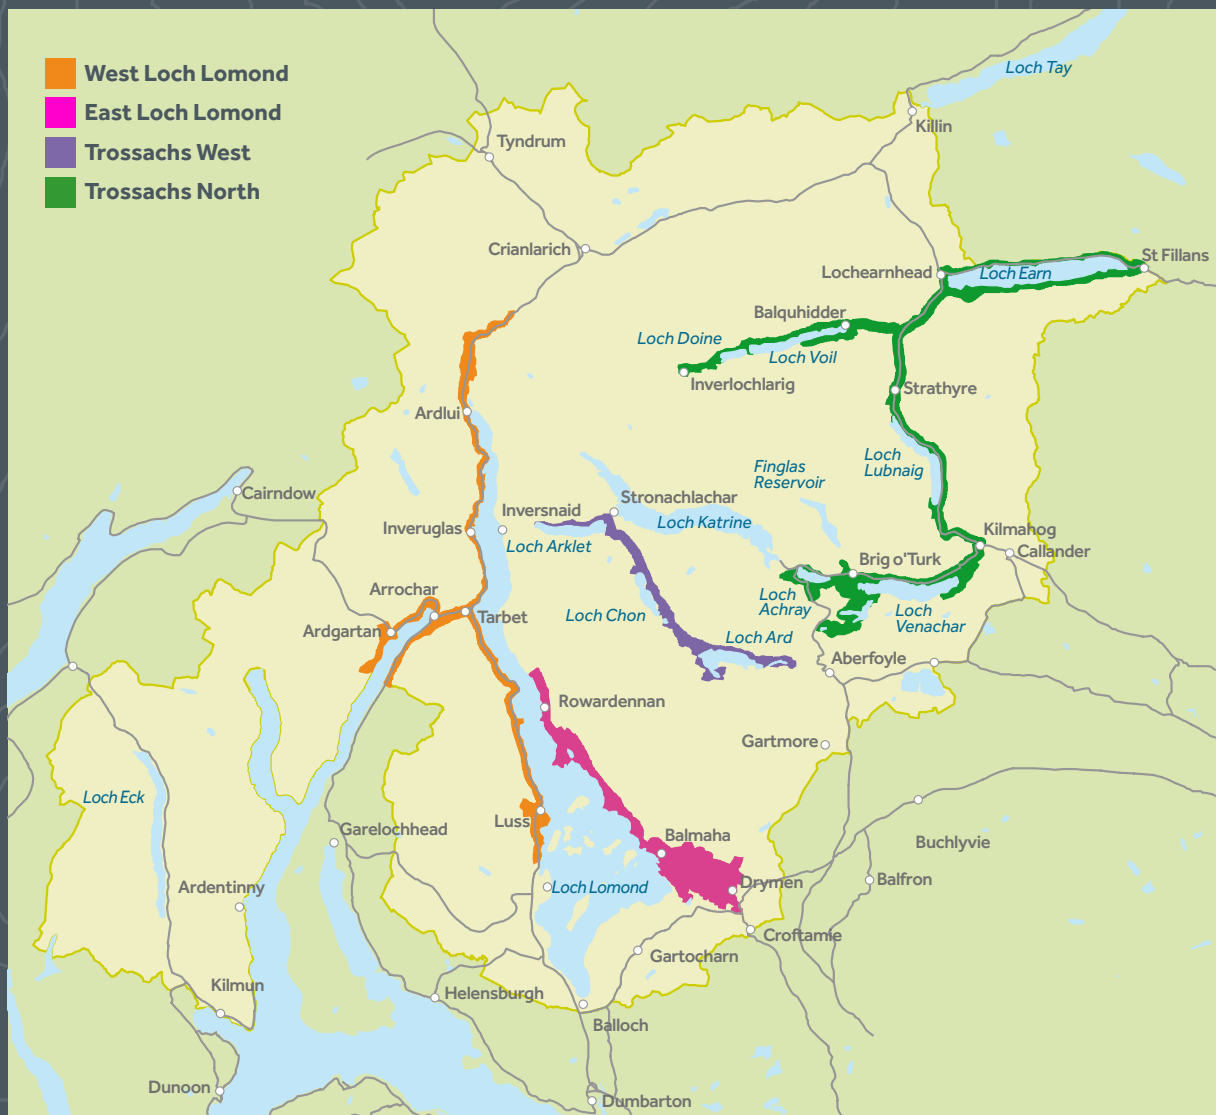 West Loch Lomond
East Loch Lomond
Trossachs West
Trossachs North
Loch Tay
Killin
Tyndrum
Crianlarich
St Fillans
Lochearnhead
Loch Earn
Balquhidder
Loch Doine
Loch Voil
Inverlochlarig
Strathyre
Ardlui
Loch
Lubnaig
Finglas
Reservoir
Cairndow
Stronachlachar
Inversnaid
Loch Katrine
Inveruglas
Loch Arklet
Kilmahog
Callander
Brig o'Turk
Arrochar
Loch
Achray
Loch
Venachar
Loch Chon
Tarbet
Ardgartan
Loch Ard
Aberfoyle
Rowardennan
Gartmore
Loch Eck
Luss
Garelochhead
Balmaha
Buchlyvie
Ardentinny
Loch Lomond
Drymen
Balfron
Croftamie
Gartocharn
Kilmun
Helensburgh
Balloch
Dunoon
Dumbarton